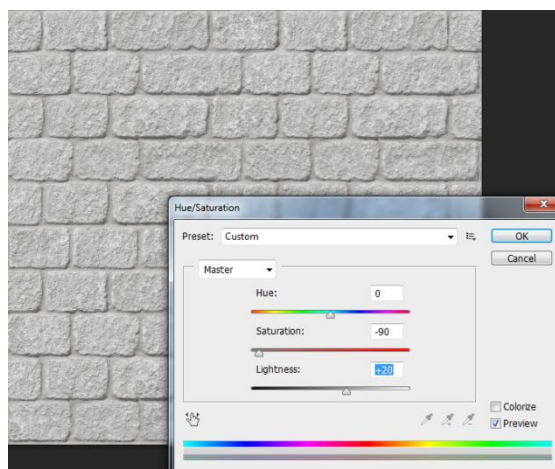 Hue/Saturation
Preset: Custom
OK
Cancel
Master
Hue: 0
Saturation: -90
Lightness: +20
Colorize
Preview